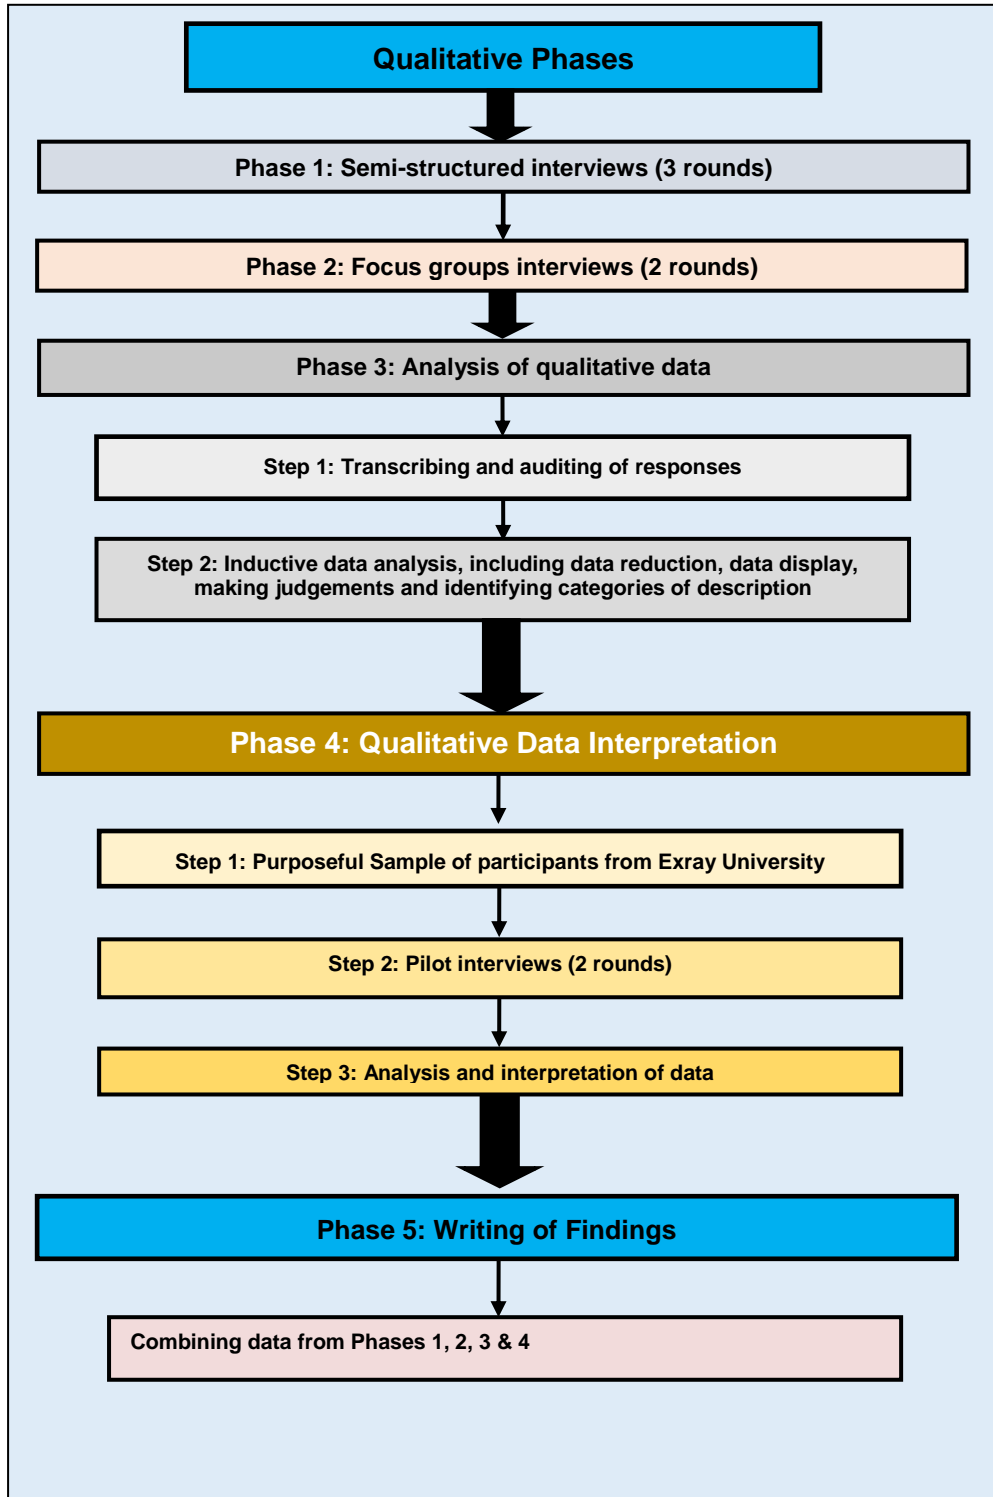 Qualitative Phases
Phase 1: Semi-structured interviews (3 rounds)
Phase 2: Focus groups interviews (2 rounds)
Phase 3: Analysis of qualitative data
Step 1: Transcribing and auditing of responses
Step 2: Inductive data analysis, including data reduction, data display,
making judgements and identifying categories of description
Phase 4: Qualitative Data Interpretation
Step 1: Purposeful Sample of participants from Exray University
Step 2: Pilot interviews (2 rounds)
Step 3: Analysis and interpretation of data
Phase 5: Writing of Findings
Combining data from Phases 1, 2, 3 & 4